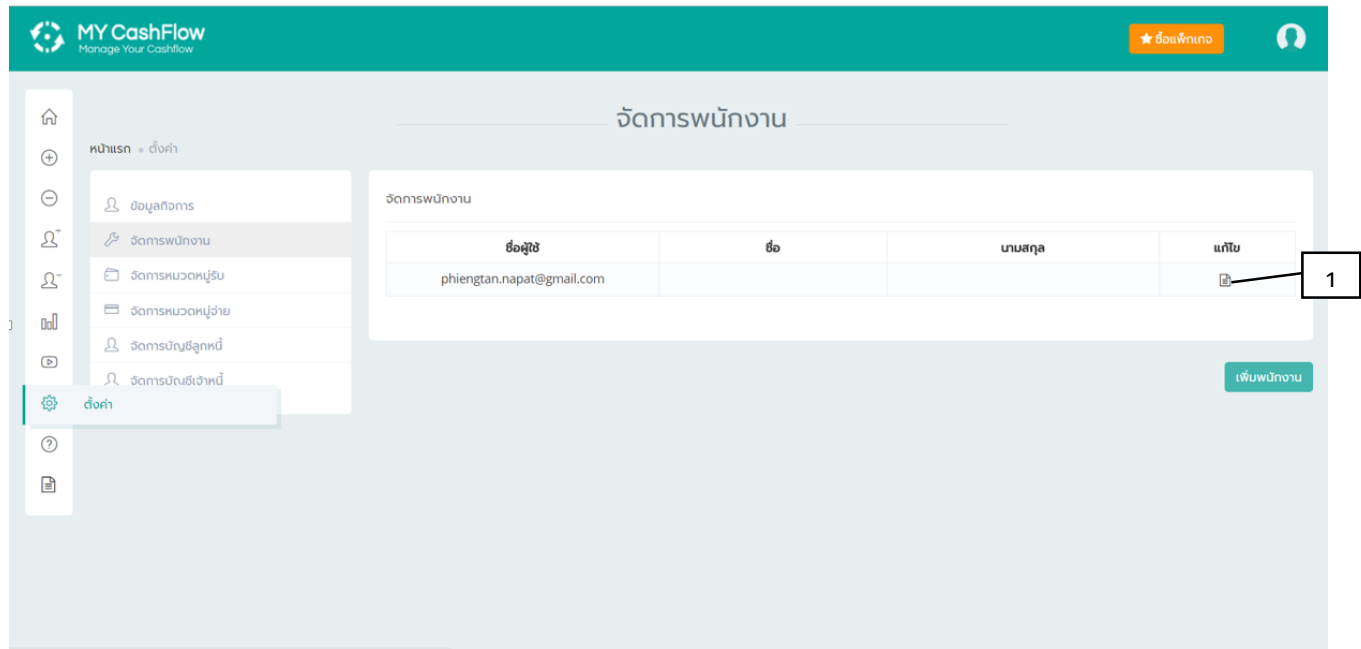 MY CashFlow
Manage Your Cashflow
ซื้อแพ็กเกจ
จัดการพนักงาน
หน้าแรก ตั้งค่า
ข้อมูลกิจการ
จัดการพนักงาน
จัดการหมวดหมู่รับ
จัดการหมวดหมู่จ่าย
จัดการบัญชีลูกหนี้
จัดการบัญชีเจ้าหนี้
ตั้งค่า
จัดการพนักงาน
ชื่อผู้ใช้ ชื่อ นามสกุล แก้ไข
phiengtan.napat@gmail.com
1
เพิ่มพนักงาน